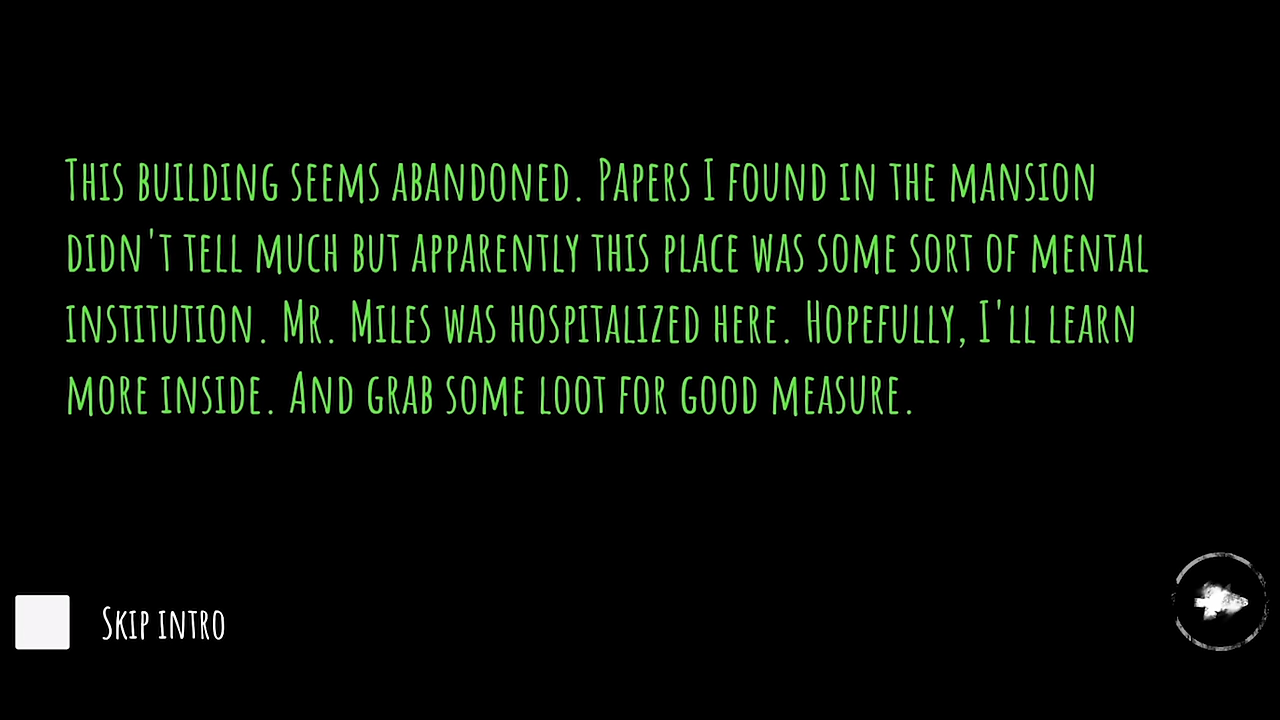 This building seems abandoned. Papers I found in the mansion
didn't tell much but apparently this place was some sort of mental
institution. Mr. Miles was hospitalized here. Hopefully, I'll learn
more inside. And grab some loot for good measure.
Skip intro